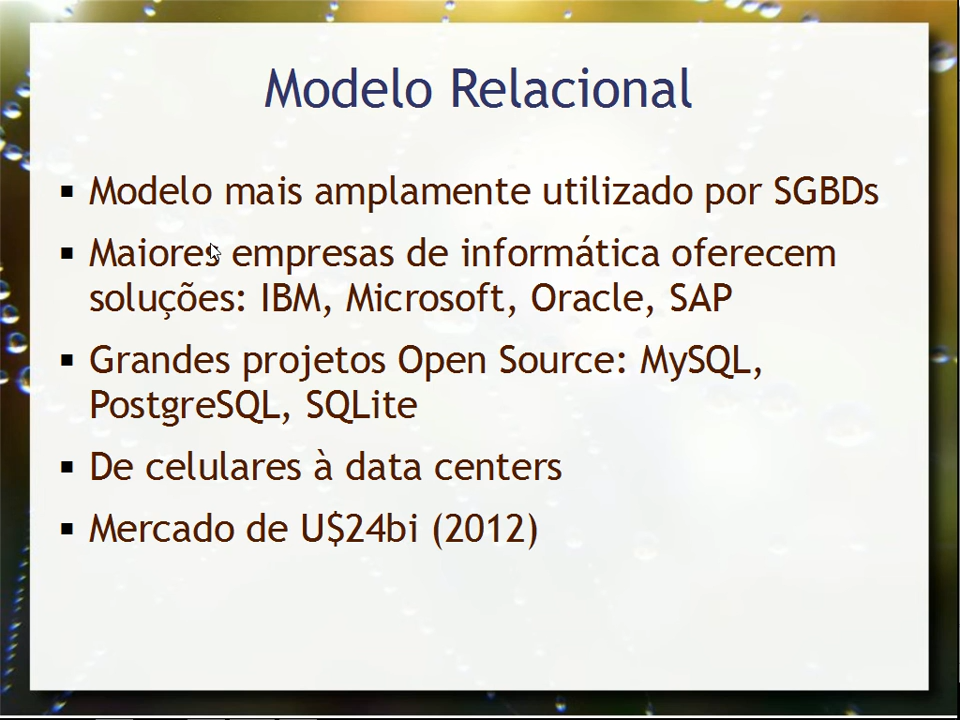 Modelo Relacional
▪ Modelo mais amplamente utilizado por SGBDs
▪ Maiores empresas de informática oferecem
soluções: IBM, Microsoft, Oracle, SAP
▪ Grandes projetos Open Source: MySQL,
PostgreSQL, SQLite
▪ De celulares à data centers
▪ Mercado de U$24bi (2012)